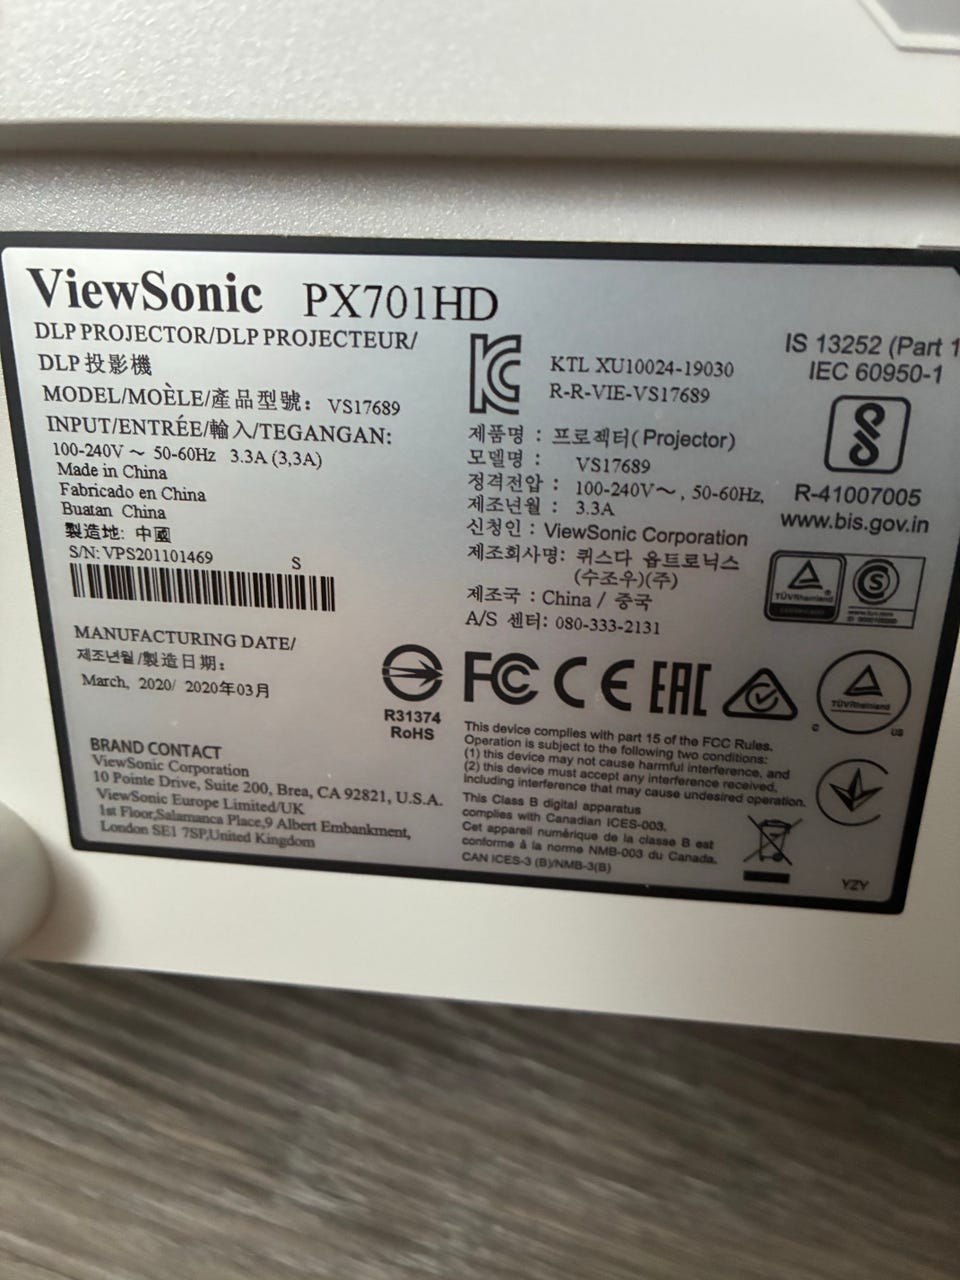 ViewSonic PX701HD
DLP PROJECTOR/DLP PROJECTEUR/
DLP 投影機
MODEL/MOÈLE/產品型號: VS17689
INPUT/ENTRÉE/輸入/TEGANGAN:
100-240V ~ 50-60Hz 3.3A (3,3A)
Made in China
Fabricado en China
Buatan China
製造地: 中國
S/N: VPS201101469 S
MANUFACTURING DATE/
제조년월/製造日期:
March, 2020/ 2020年03月
BRAND CONTACT
ViewSonic Corporation
10 Pointe Drive, Suite 200, Brea, CA 92821, U.S.A.
ViewSonic Europe Limited/UK
1st Floor,Salamanca Place,9 Albert Embankment,
London SE1 7SP,United Kingdom
KTL XU10024-19030
R-R-VIE-VS17689
제품명 : 프로젝터( Projector)
모델명 : VS17689
정격전압 : 100-240V~ , 50-60Hz,
3.3A
제조년월 :
신청인 : ViewSonic Corporation
제조회사명: 퀴스다 옵트로닉스
(수조우)(주)
제조국 : China / 중국
A/S 센터: 080-333-2131
R31374
RoHS
FC CE EAC
This device complies with part 15 of the FCC Rules.
Operation is subject to the following two conditions:
(1) this device may not cause harmful interference, and
(2) this device must accept any interference received,
including interference that may cause undesired operation.
This Class B digital apparatus
complies with Canadian ICES-003.
Cet appareil numérique de la classe B est
conforme à la norme NMB-003 du Canada.
CAN ICES-3 (B)/NMB-3(B)
IS 13252 (Part 1
IEC 60950-1
R-41007005
www.bis.gov.in
TÜVRheinland
S
TÜVRheinland
C US
YZY